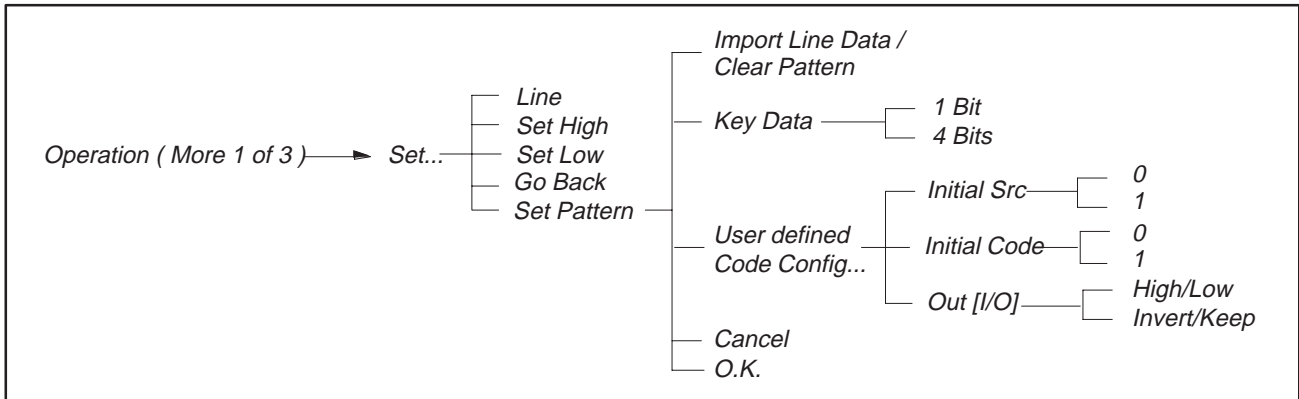 Operation ( More 1 of 3 )
Set...
Line
Set High
Set Low
Go Back
Set Pattern
Import Line Data /
Clear Pattern
Key Data
1 Bit
4 Bits
User defined
Code Config...
Initial Src
0
1
Initial Code
0
1
Out [I/O]
High/Low
Invert/Keep
Cancel
O.K.